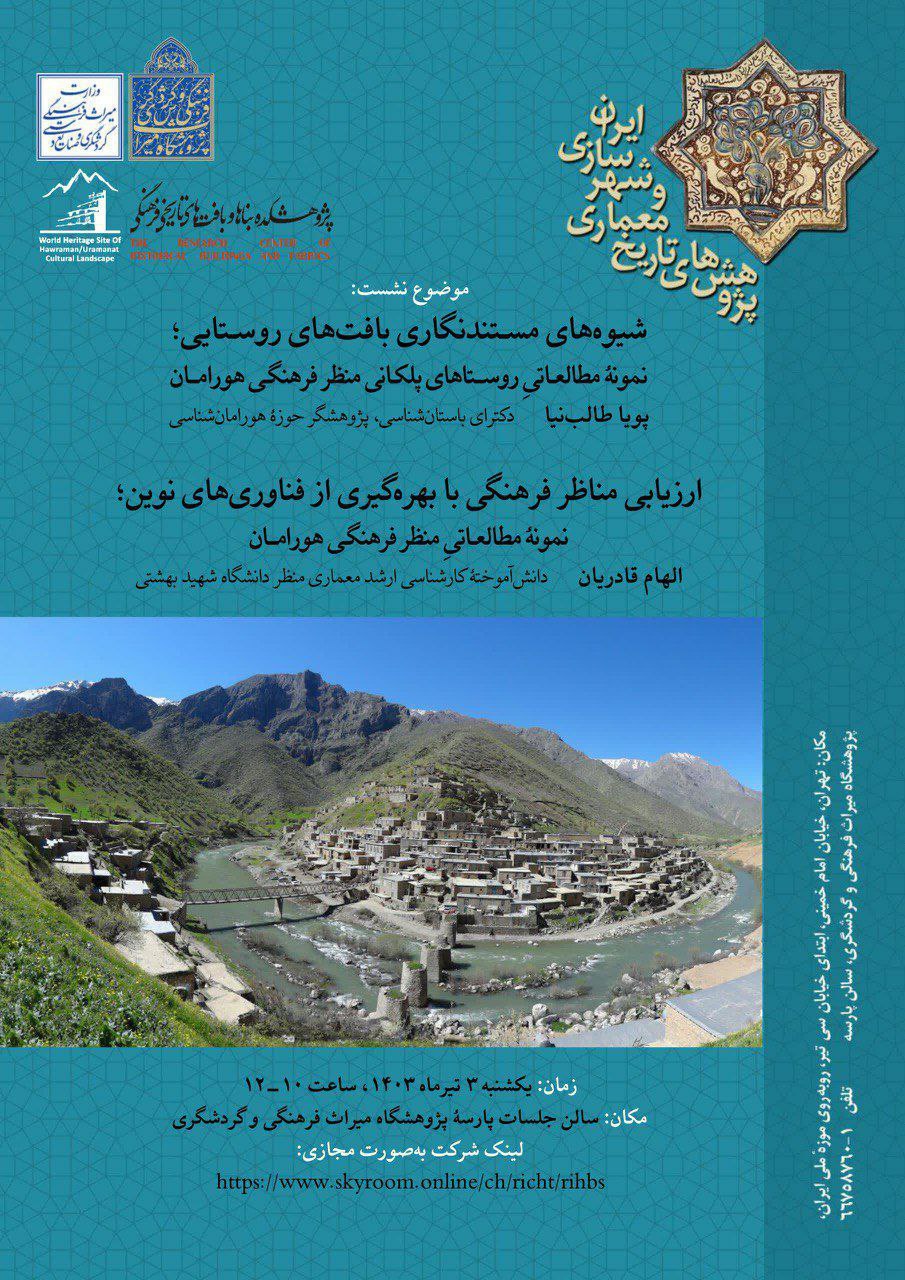 پژوهش‌های تاریخ
معماری
و شهرسازی
ایران
وزارت
میراث فرهنگی
گردشگری و صنایع دستی
پژوهشگاه میراث فرهنگی و گردشگری
World Heritage Site Of
Hawraman/Uramanat
Cultural Landscape
پژوهشکده بناها و بافت‌های تاریخی فرهنگی
THE RESEARCH CENTER OF
HISTORICAL BUILDINGS AND FABRICS
موضوع نشست:
شیوه‌های مستندنگاری بافت‌های روستایی؛
نمونهٔ مطالعاتیِ روستاهای پلکانی منظر فرهنگی هورامان
پویا طالب‌نیا دکترای باستان‌شناسی، پژوهشگر حوزهٔ هورامان‌شناسی
ارزیابی مناظر فرهنگی با بهره‌گیری از فناوری‌های نوین؛
نمونهٔ مطالعاتیِ منظر فرهنگی هورامان
الهام قادریان دانش‌آموختهٔ کارشناسی ارشد معماری منظر دانشگاه شهید بهشتی
زمان: یکشنبه ۳ تیرماه ۱۴۰۳، ساعت ۱۰ ـ ۱۲
مکان: سالن جلسات پارسهٔ پژوهشگاه میراث فرهنگی و گردشگری
لینک شرکت به‌صورت مجازی:
https://www.skyroom.online/ch/richt/rihbs
مکان: تهران، خیابان امام خمینی، ابتدای خیابان سی تیر، روبه‌روی موزهٔ ملی ایران،
پژوهشگاه میراث فرهنگی و گردشگری، سالن پارسه تلفن ۱-۶۶۷۵۸۷۶۰